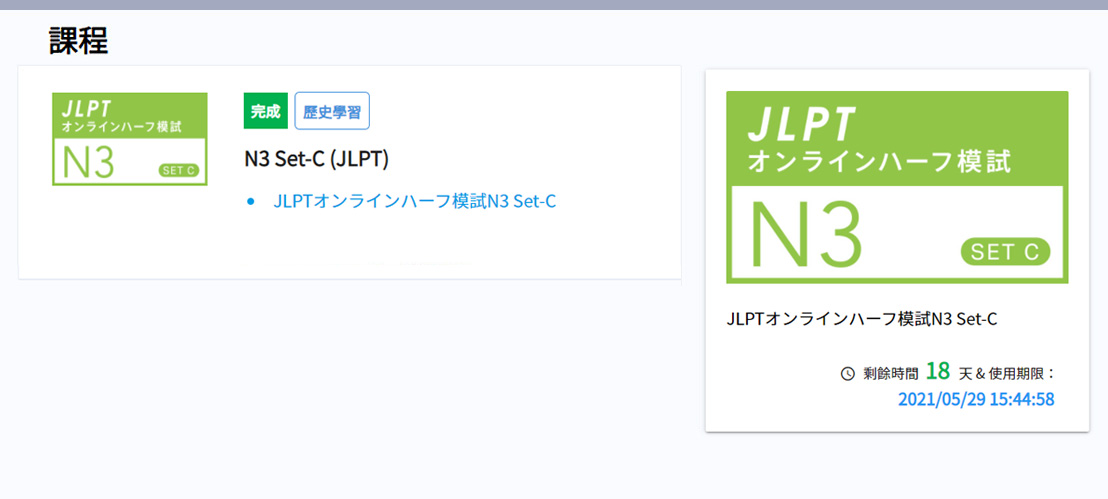 課程
JLPT
オンラインハーフ模試
N3
SET C
完成
歷史學習
N3 Set-C (JLPT)
JLPTオンラインハーフ模試N3 Set-C
JLPT
オンラインハーフ模試
N3
SET C
JLPTオンラインハーフ模試N3 Set-C
剩餘時間 18 天 & 使用期限：
2021/05/29 15:44:58